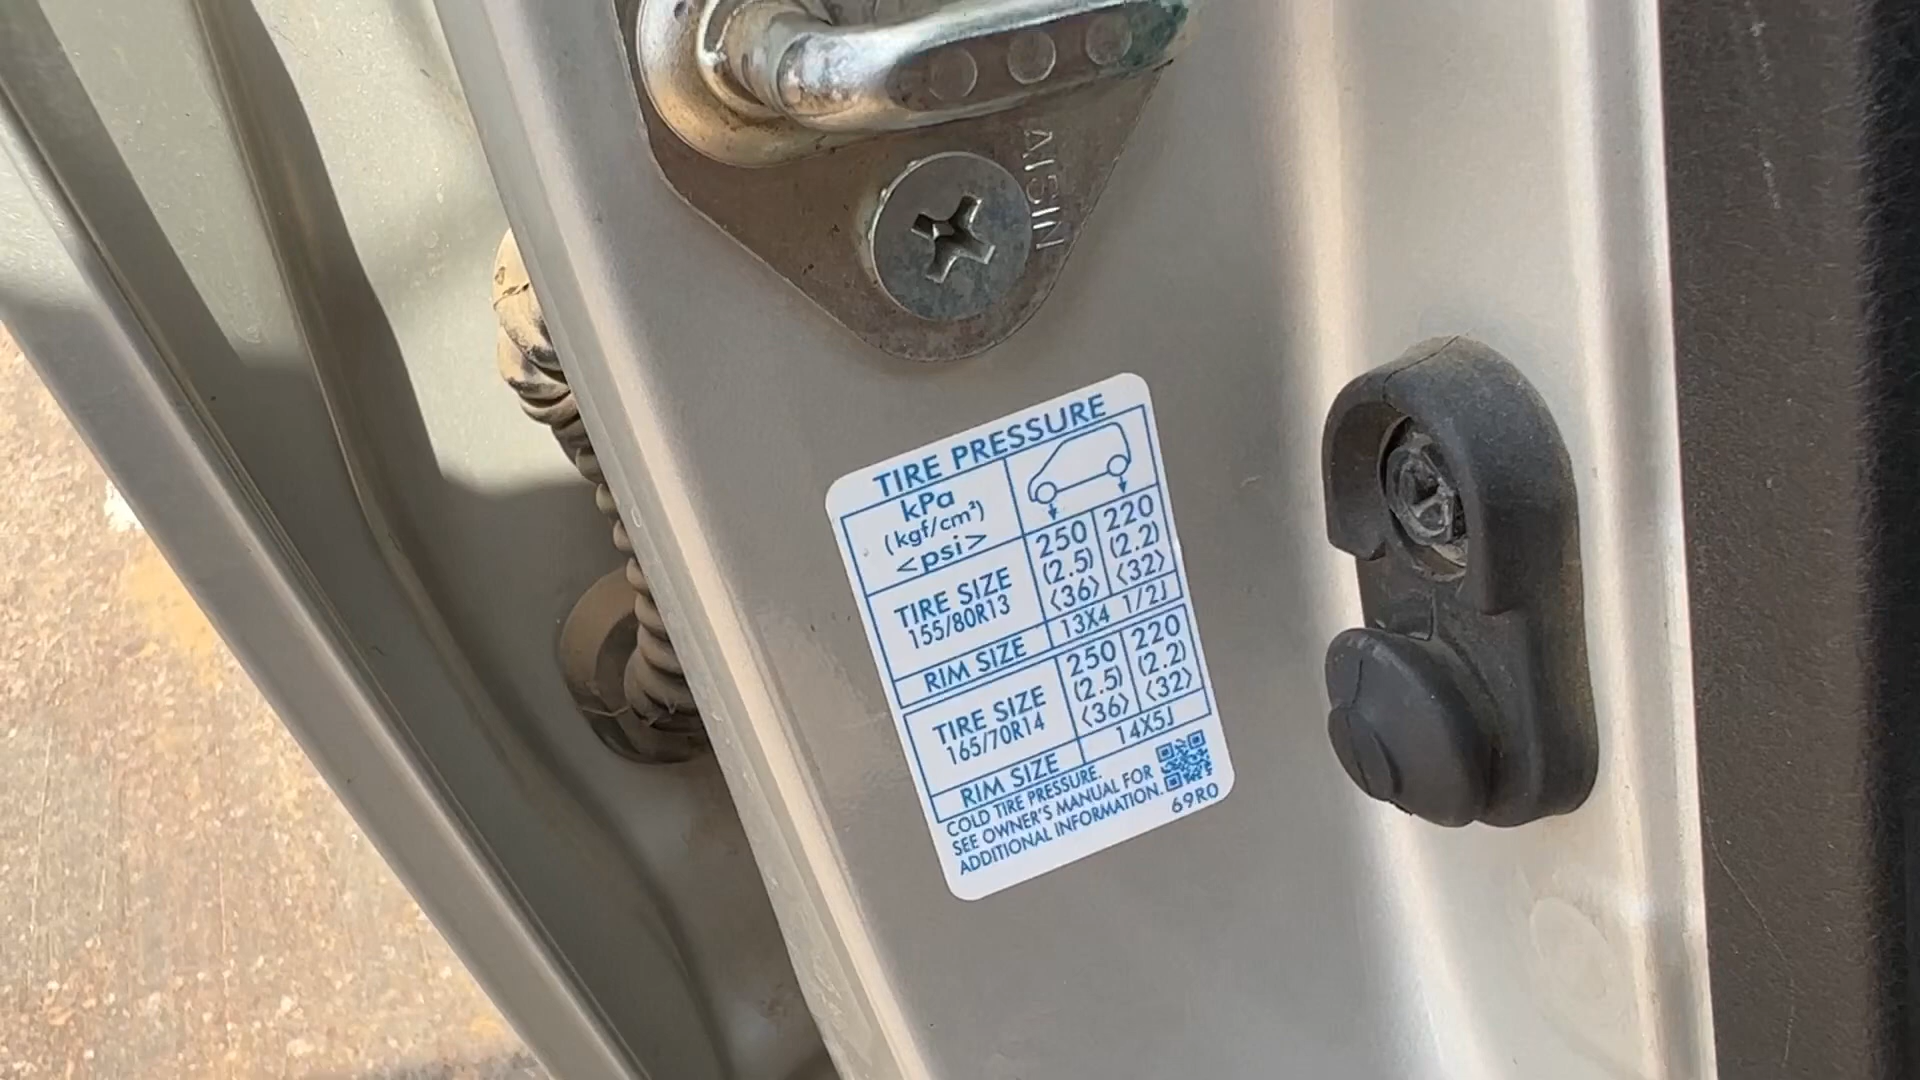 AISIN
TIRE PRESSURE
kPa
(kgf/cm²)
<psi>
TIRE SIZE
155/80R13
250 220
(2.5) (2.2)
⟨36⟩ ⟨32⟩
RIM SIZE 13X4 1/2J
TIRE SIZE
165/70R14
250 220
(2.5) (2.2)
⟨36⟩ ⟨32⟩
RIM SIZE 14X5J
COLD TIRE PRESSURE.
SEE OWNER'S MANUAL FOR
ADDITIONAL INFORMATION.
69R0